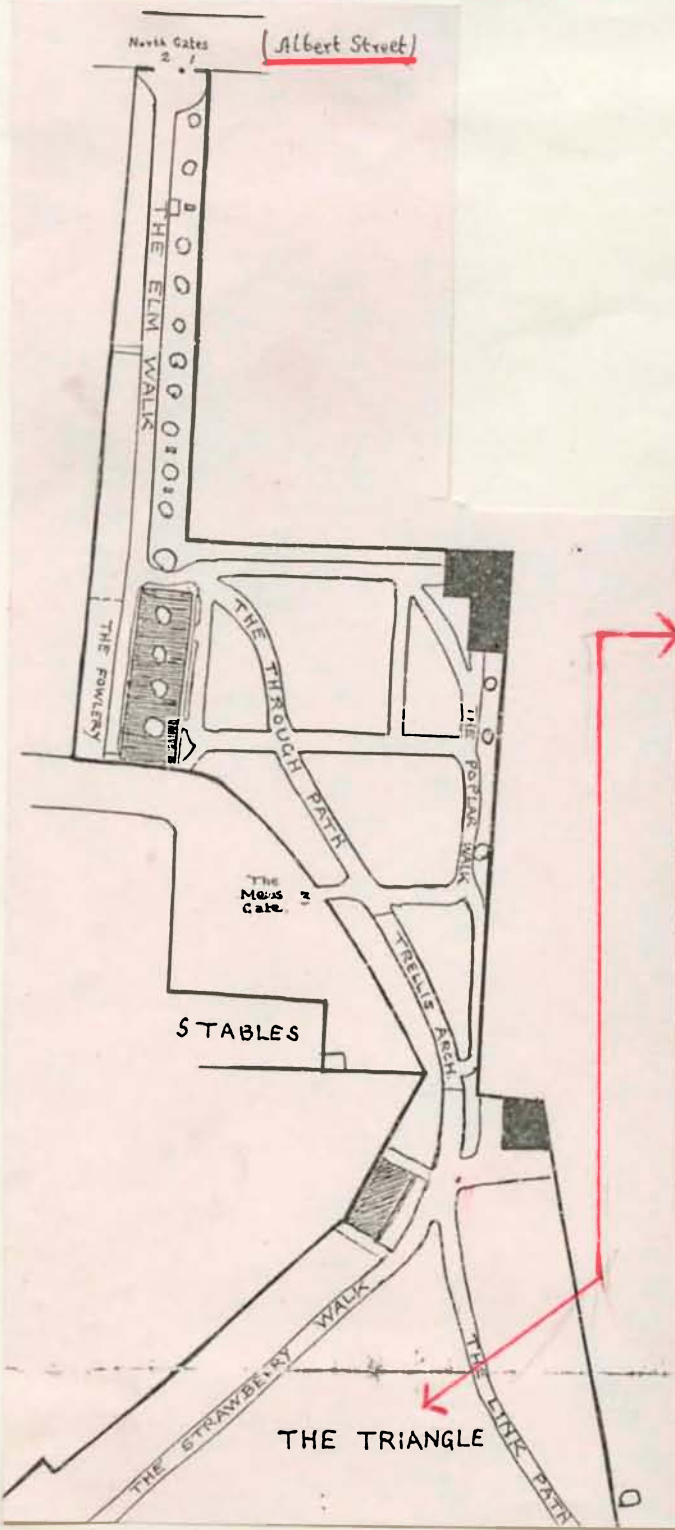 North Gates
2 1
(Albert Street)
THE ELM WALK
THE FOWLERY
THE THROUGH PATH
THE POPLAR WALK
The
Mews 2
Gate.
TRELLIS ARCH.
STABLES
THE STRAWBERRY WALK
THE LINK PATH
THE TRIANGLE